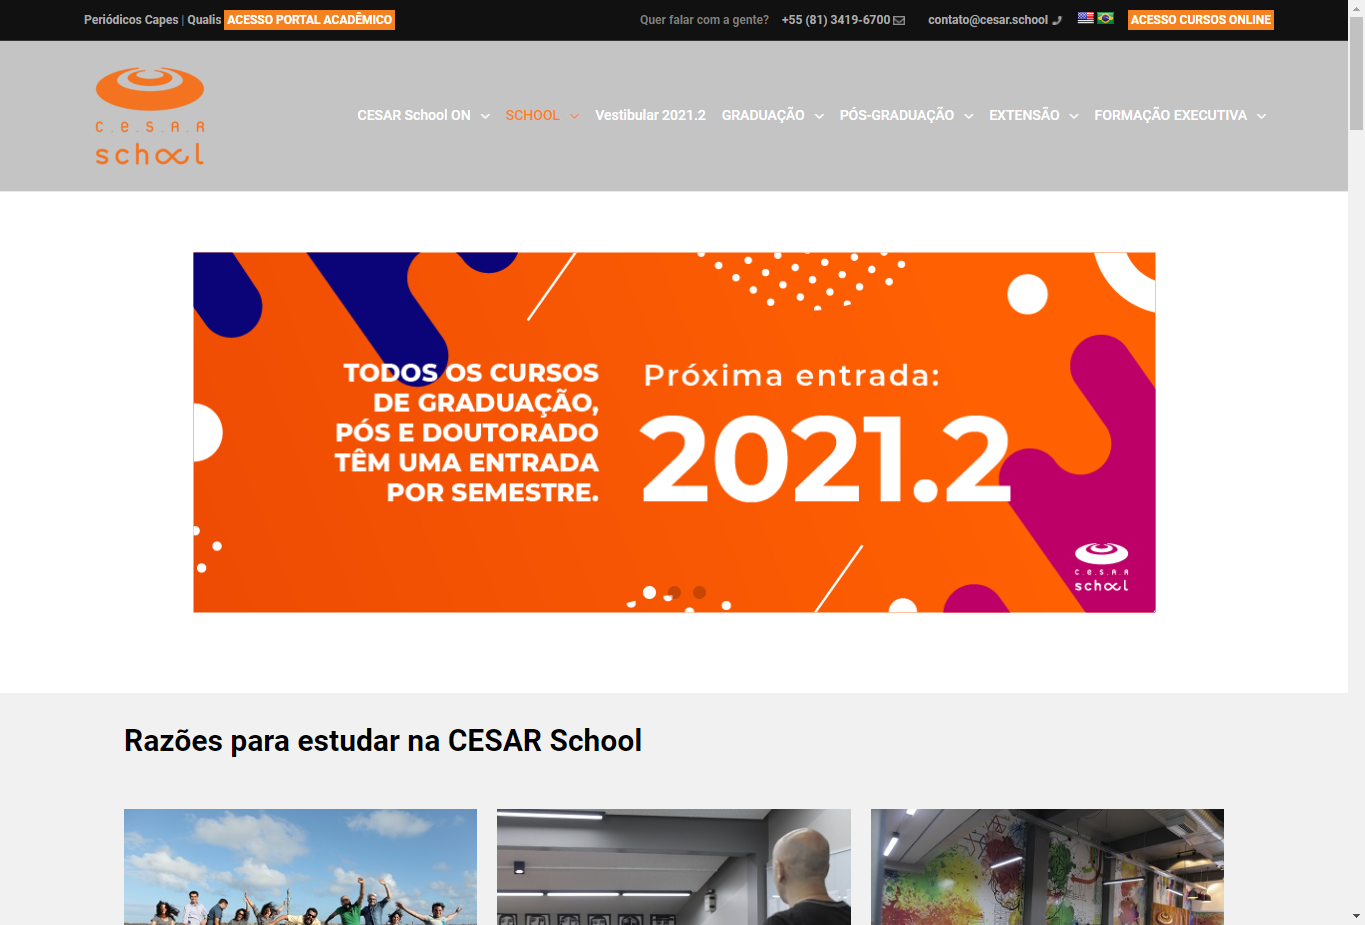 Periódicos Capes | Qualis ACESSO PORTAL ACADÊMICO
Quer falar com a gente? +55 (81) 3419-6700 contato@cesar.school ACESSO CURSOS ONLINE
C.e.S.A.R
school
CESAR School ON SCHOOL Vestibular 2021.2 GRADUAÇÃO PÓS-GRADUAÇÃO EXTENSÃO FORMAÇÃO EXECUTIVA
TODOS OS CURSOS
DE GRADUAÇÃO,
PÓS E DOUTORADO
TÊM UMA ENTRADA
POR SEMESTRE.
Próxima entrada:
2021.2
C.e.S.A.R
school
Razões para estudar na CESAR School